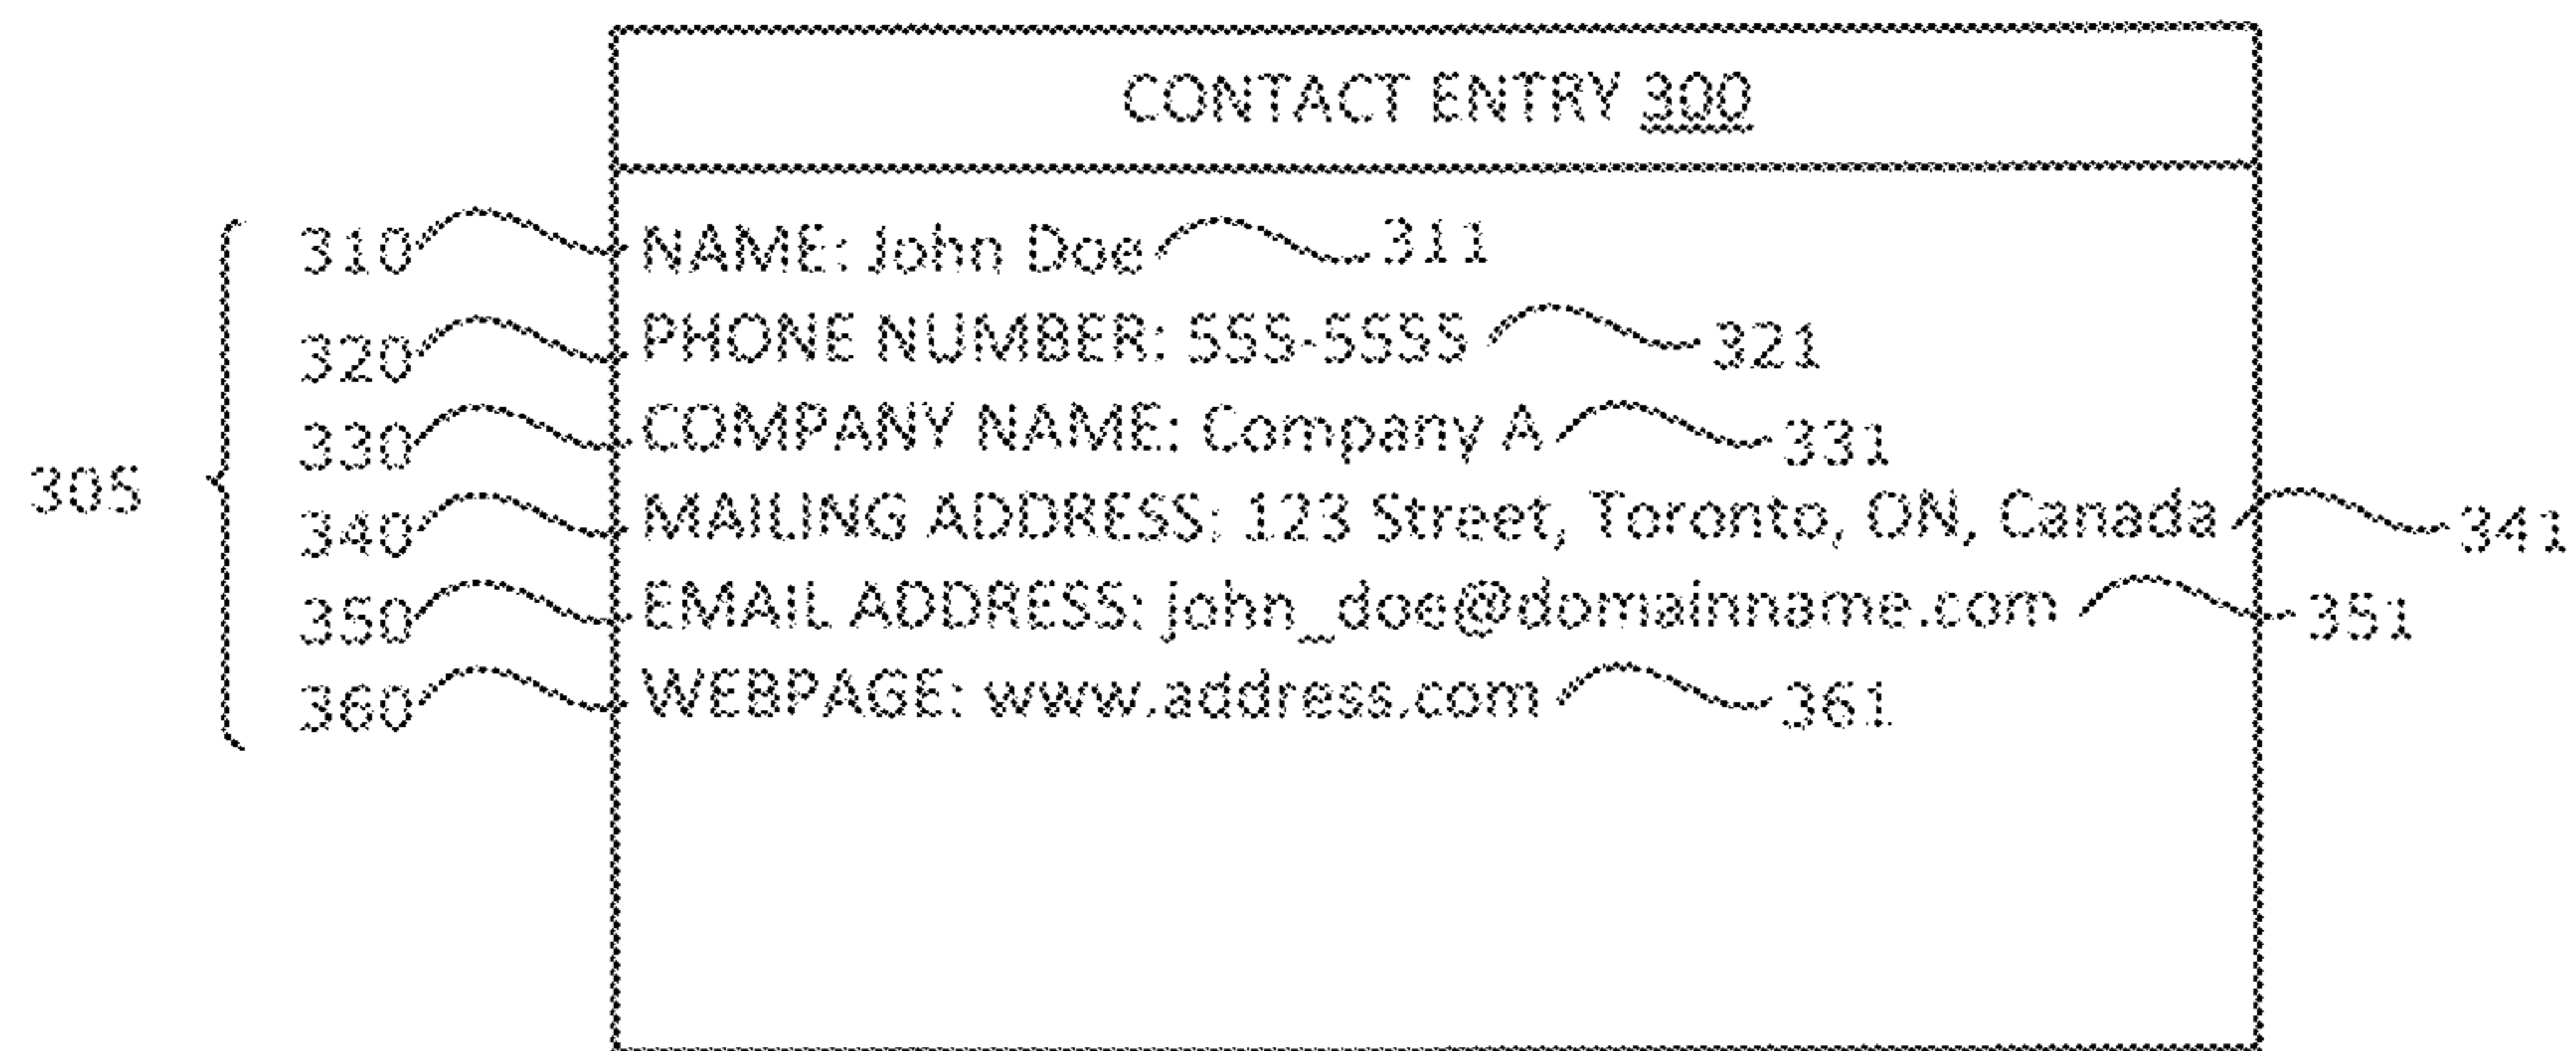 CONTACT ENTRY 300
310 NAME: John Doe 311
320 PHONE NUMBER: 555-5555 321
330 COMPANY NAME: Company A 331
305
340 MAILING ADDRESS: 123 Street, Toronto, ON, Canada 341
350 EMAIL ADDRESS: john_doe@domainname.com 351
360 WEBPAGE: www.address.com 361